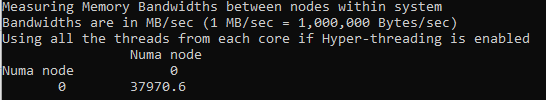 Measuring Memory Bandwidths between nodes within system
Bandwidths are in MB/sec (1 MB/sec = 1,000,000 Bytes/sec)
Using all the threads from each core if Hyper-threading is enabled
Numa node
Numa node 0
0 37970.6